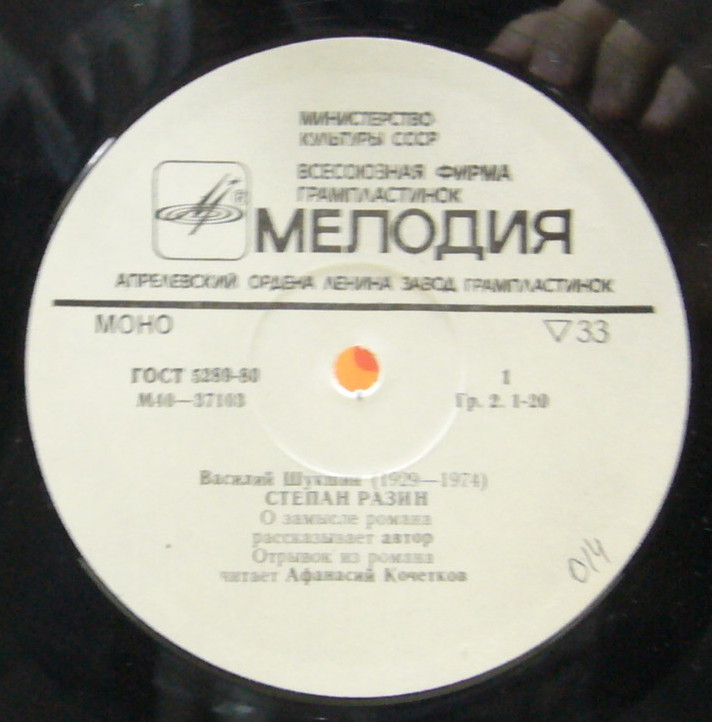 МИНИСТЕРСТВО
КУЛЬТУРЫ СССР
ВСЕСОЮЗНАЯ ФИРМА
ГРАМПЛАСТИНОК
МЕЛОДИЯ
АПРЕЛЕВСКИЙ ОРДЕНА ЛЕНИНА ЗАВОД ГРАМПЛАСТИНОК
МОНО ▽33
ГОСТ 5289-80 1
М40—37103 Гр. 2. 1-20
Василий Шукшин (1929—1974)
СТЕПАН РАЗИН
О замысле романа
рассказывает автор
Отрывок из романа
читает Афанасий Кочетков
014